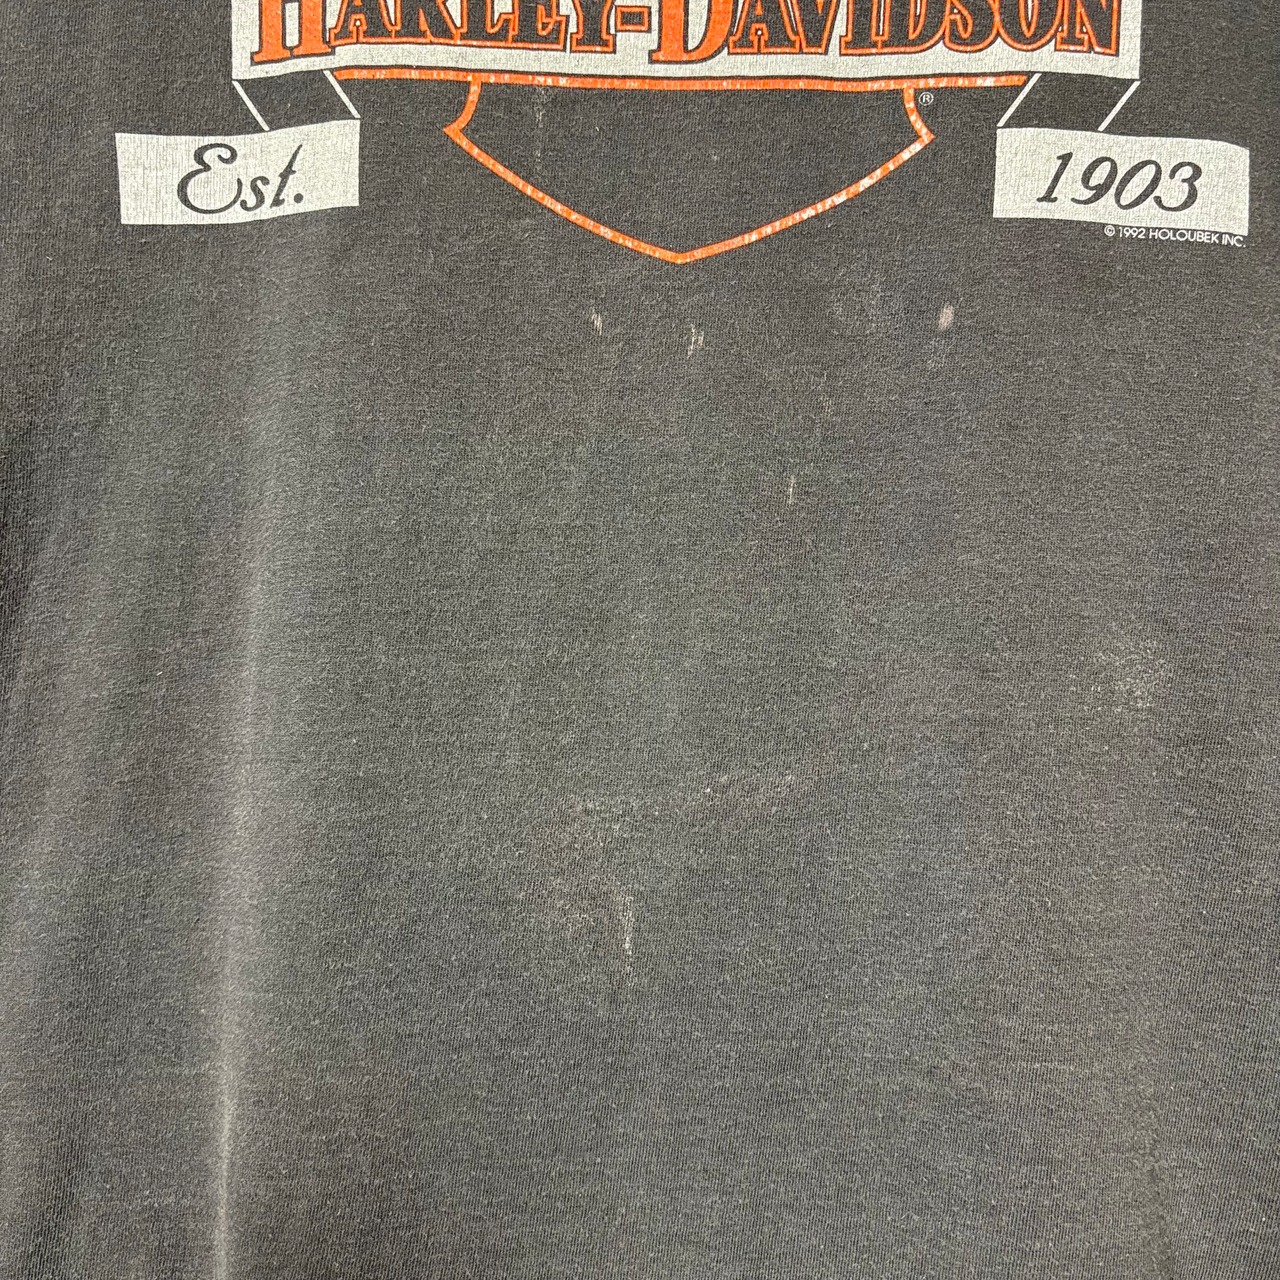 HARLEY-DAVIDSON
®
Est. 1903
© 1992 HOLOUBEK INC.